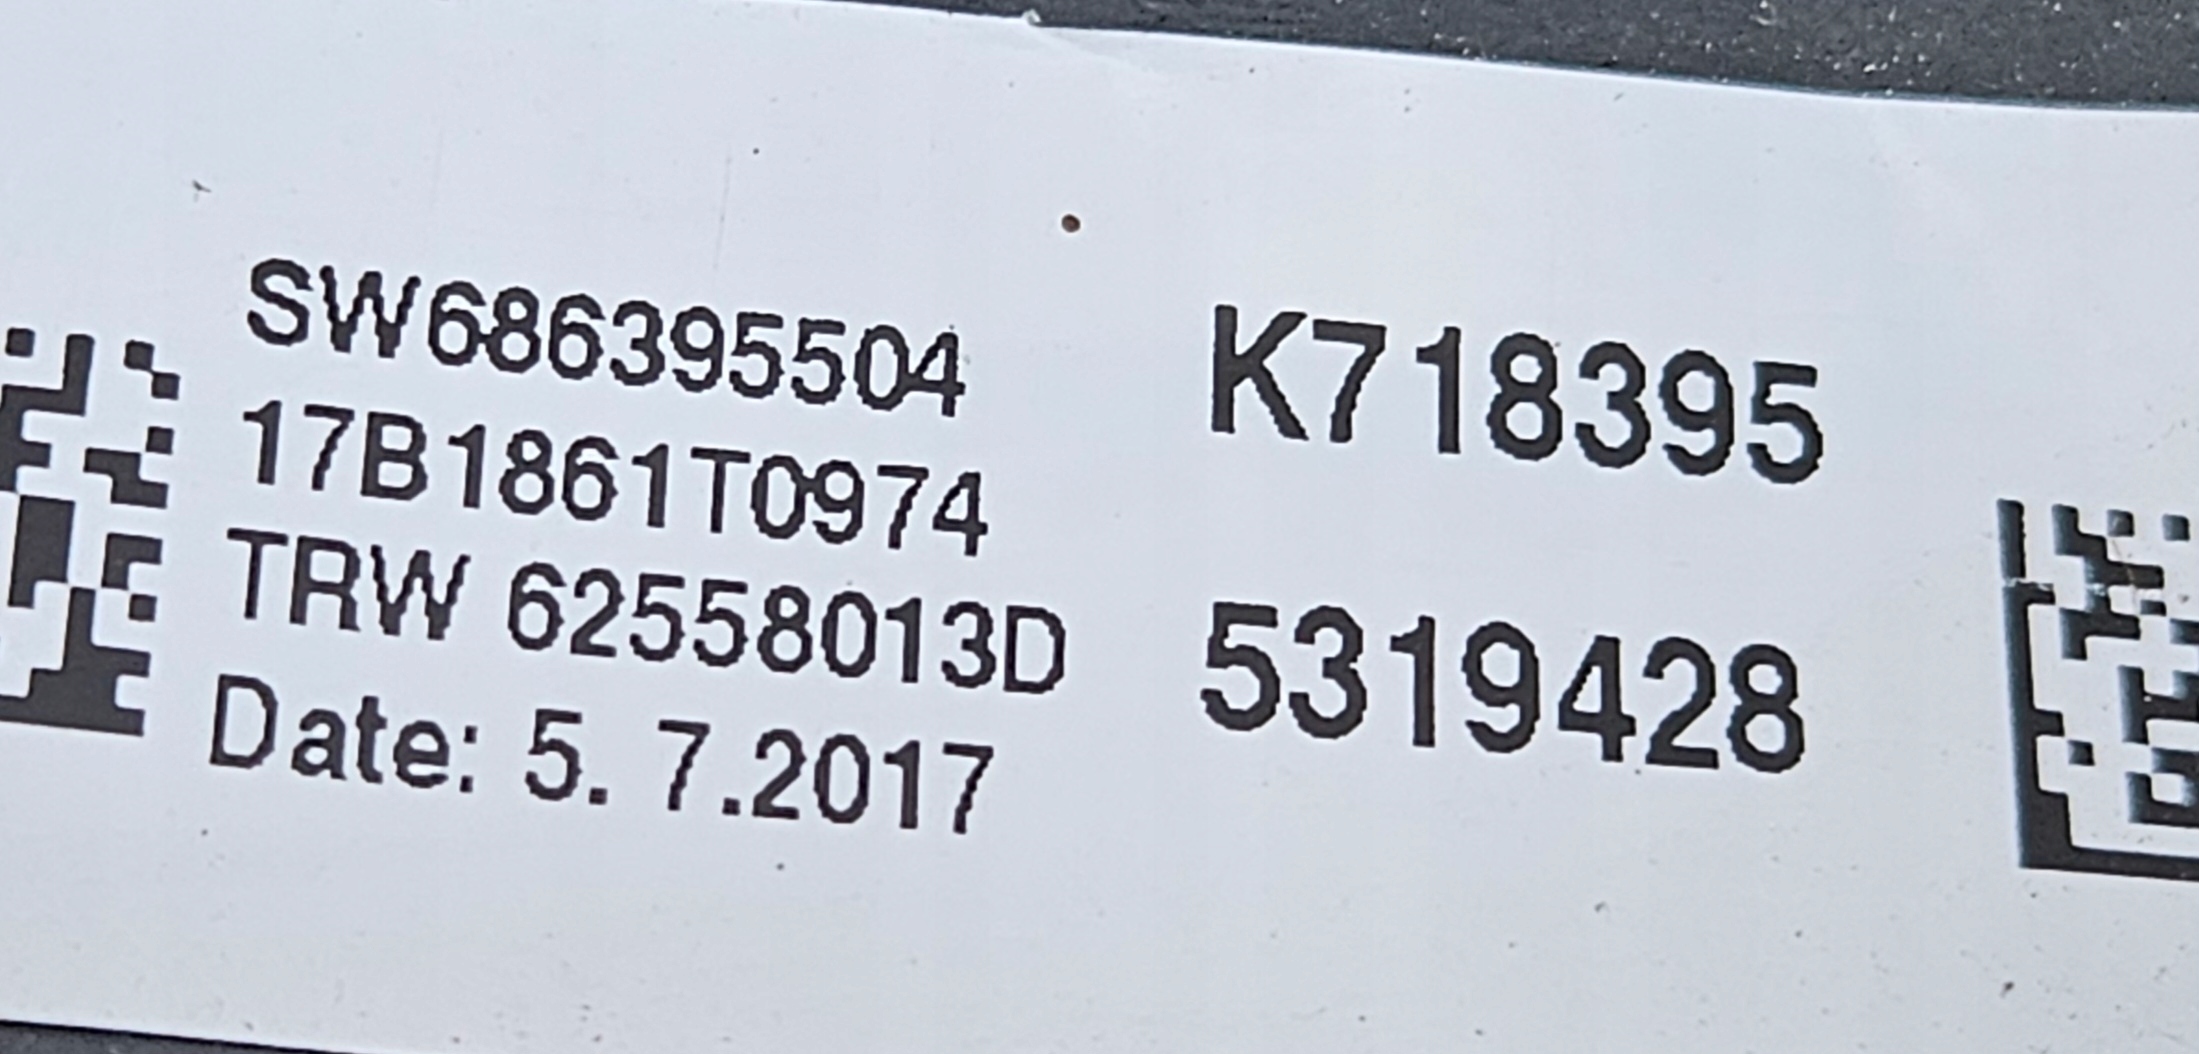 SW686395504
17B1861T0974
TRW 62558013D
Date: 5. 7.2017
K718395
5319428